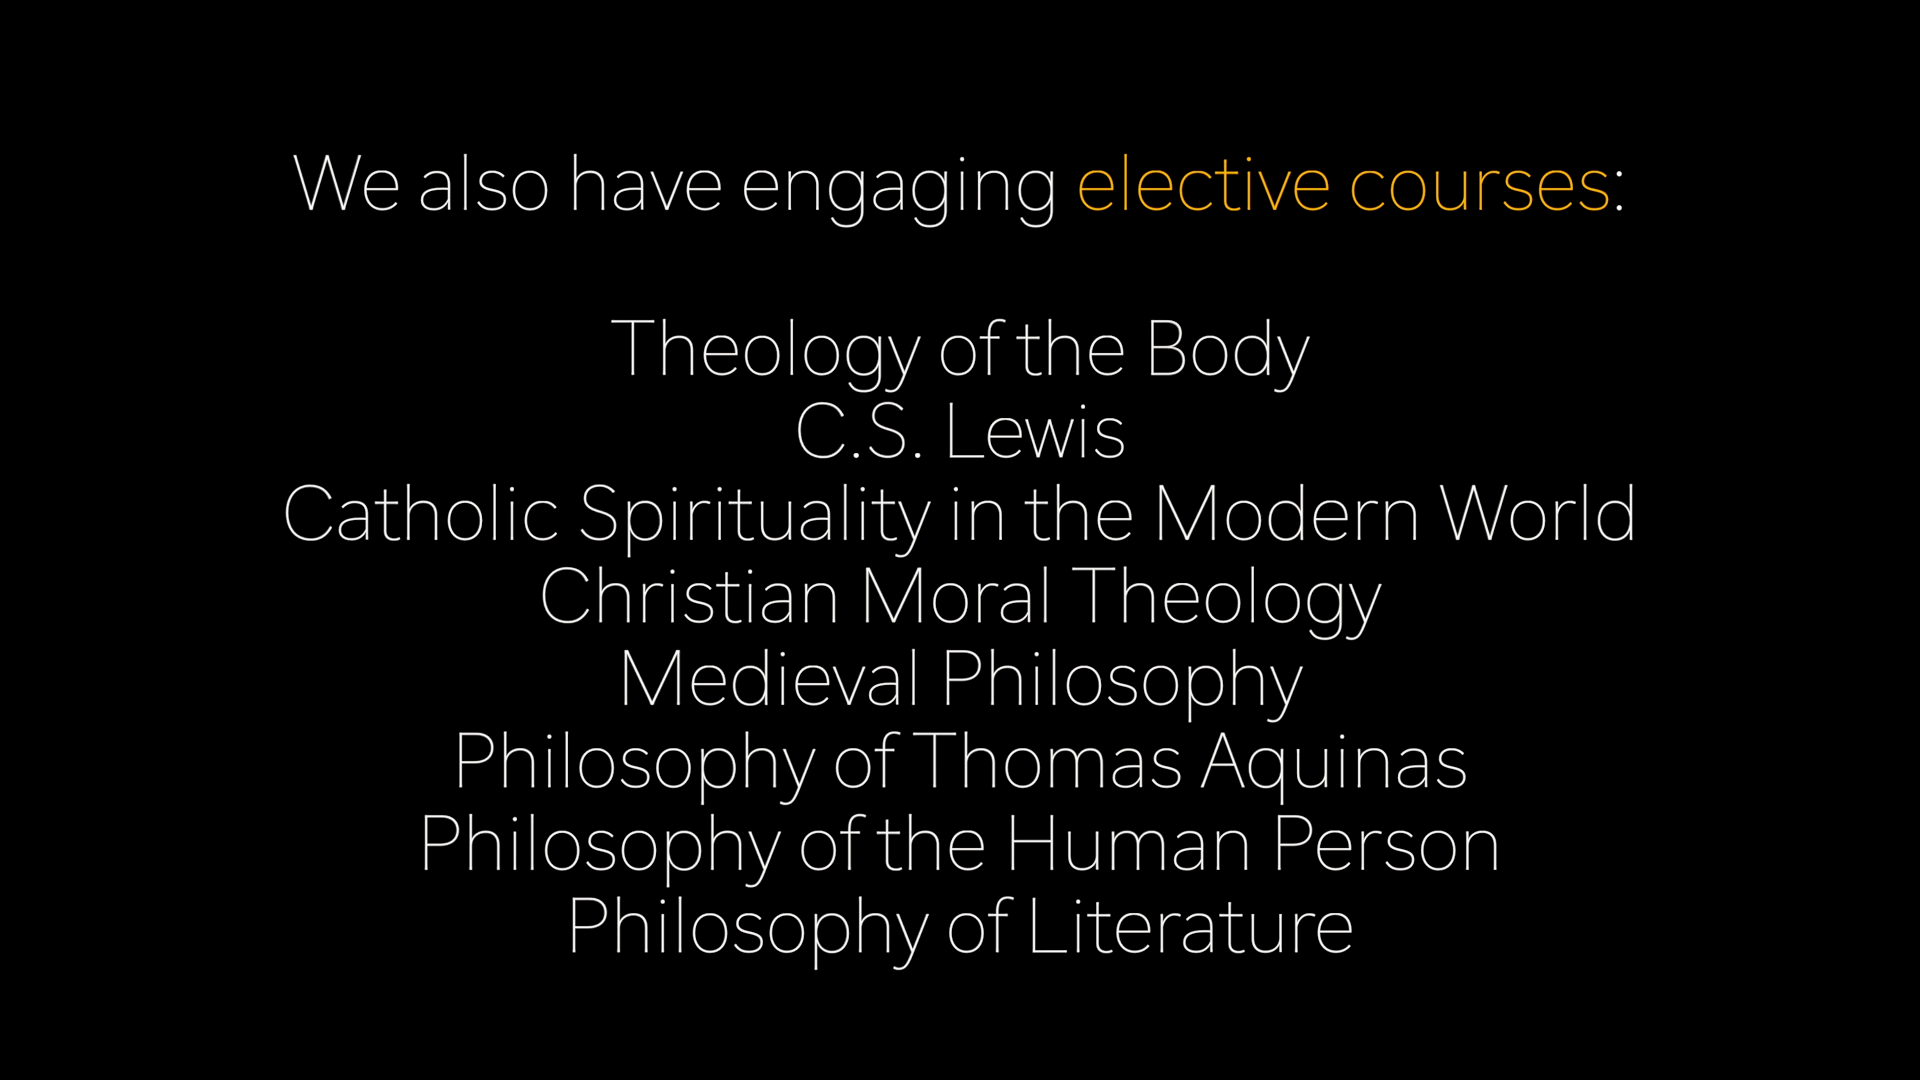 We also have engaging elective courses:
Theology of the Body
C.S. Lewis
Catholic Spirituality in the Modern World
Christian Moral Theology
Medieval Philosophy
Philosophy of Thomas Aquinas
Philosophy of the Human Person
Philosophy of Literature